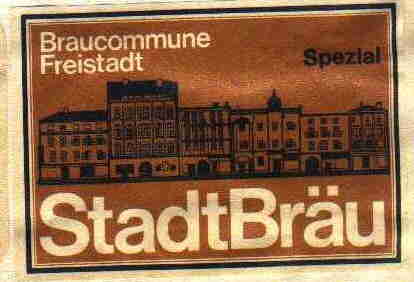 Braucommune
Freistadt
Spezial
StadtBräu